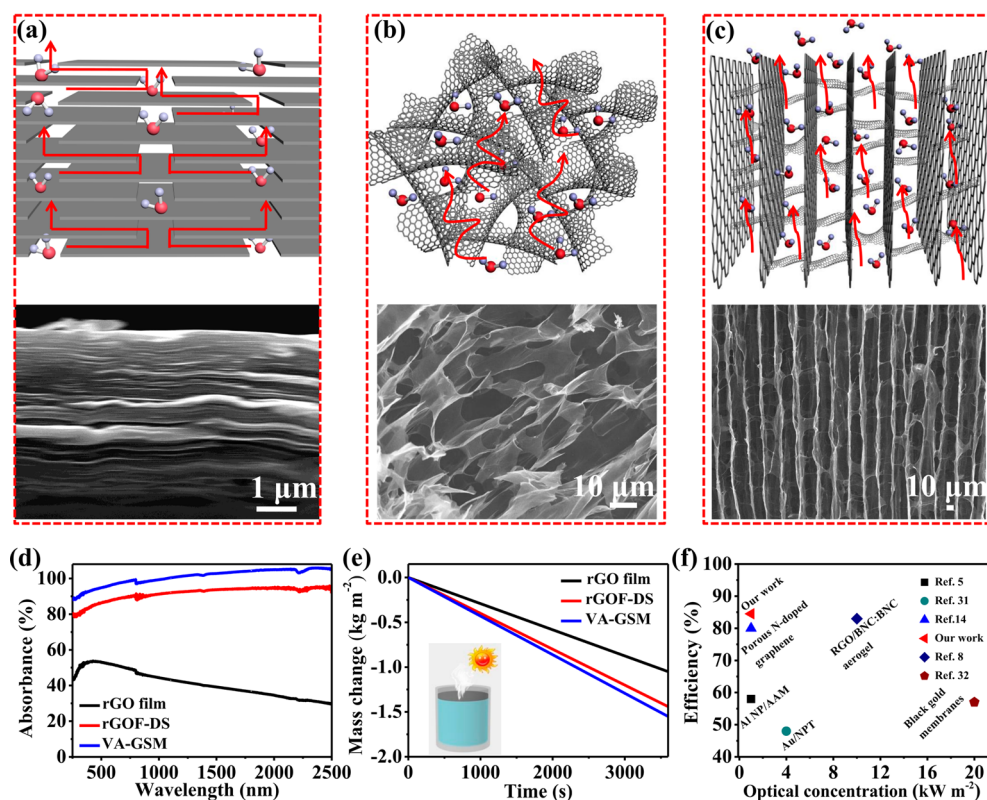 (a)
(b)
(c)
1 μm
10 μm
10 μm
(d)
100
80
60
40
20
0
Absorbance (%)
rGO film
rGOF-DS
VA-GSM
500
1000
1500
2000
2500
Wavelength (nm)
(e)
0.0
-0.5
-1.0
-1.5
-2.0
Mass change (kg m⁻²)
rGO film
rGOF-DS
VA-GSM
0
1000
2000
3000
Time (s)
(f)
100
90
80
70
60
50
40
Efficiency (%)
Our work
Porous N-doped
graphene
RGO/BNC:BNC
aerogel
Al NP/AAM
Au/NPT
Black gold
membranes
Ref. 5
Ref. 31
Ref.14
Our work
Ref. 8
Ref. 32
0
4
8
12
16
20
Optical concentration (kW m⁻²)